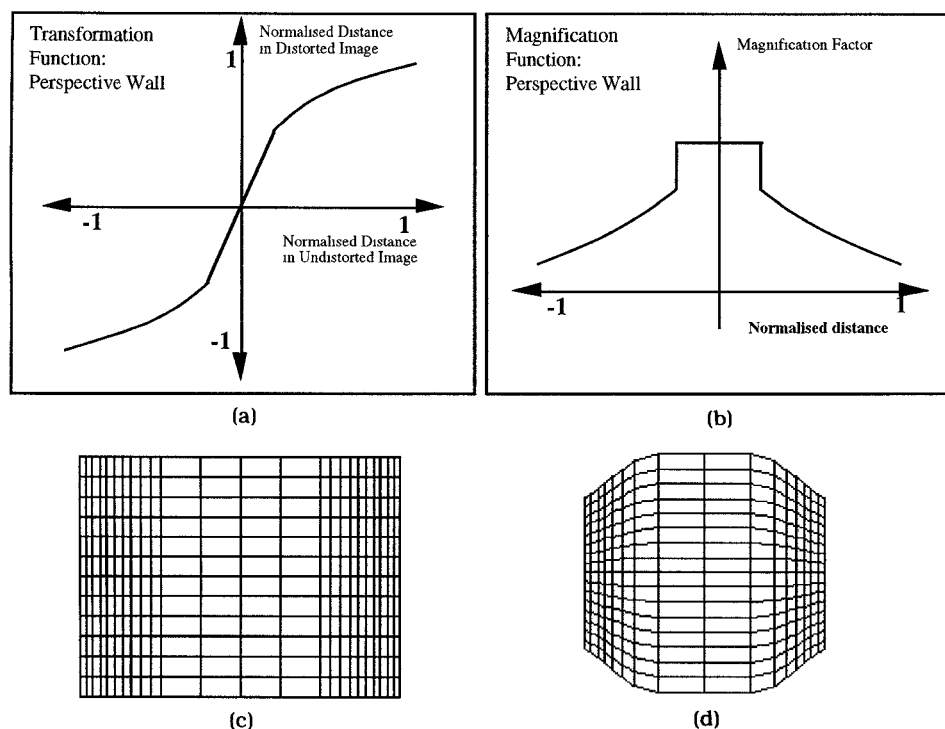 Transformation
Function:
Perspective Wall
Normalised Distance
in Distorted Image
1
-1
1
Normalised Distance
in Undistorted Image
-1
(a)
Magnification
Function:
Perspective Wall
Magnification Factor
-1
1
Normalised distance
(b)
(c)
(d)